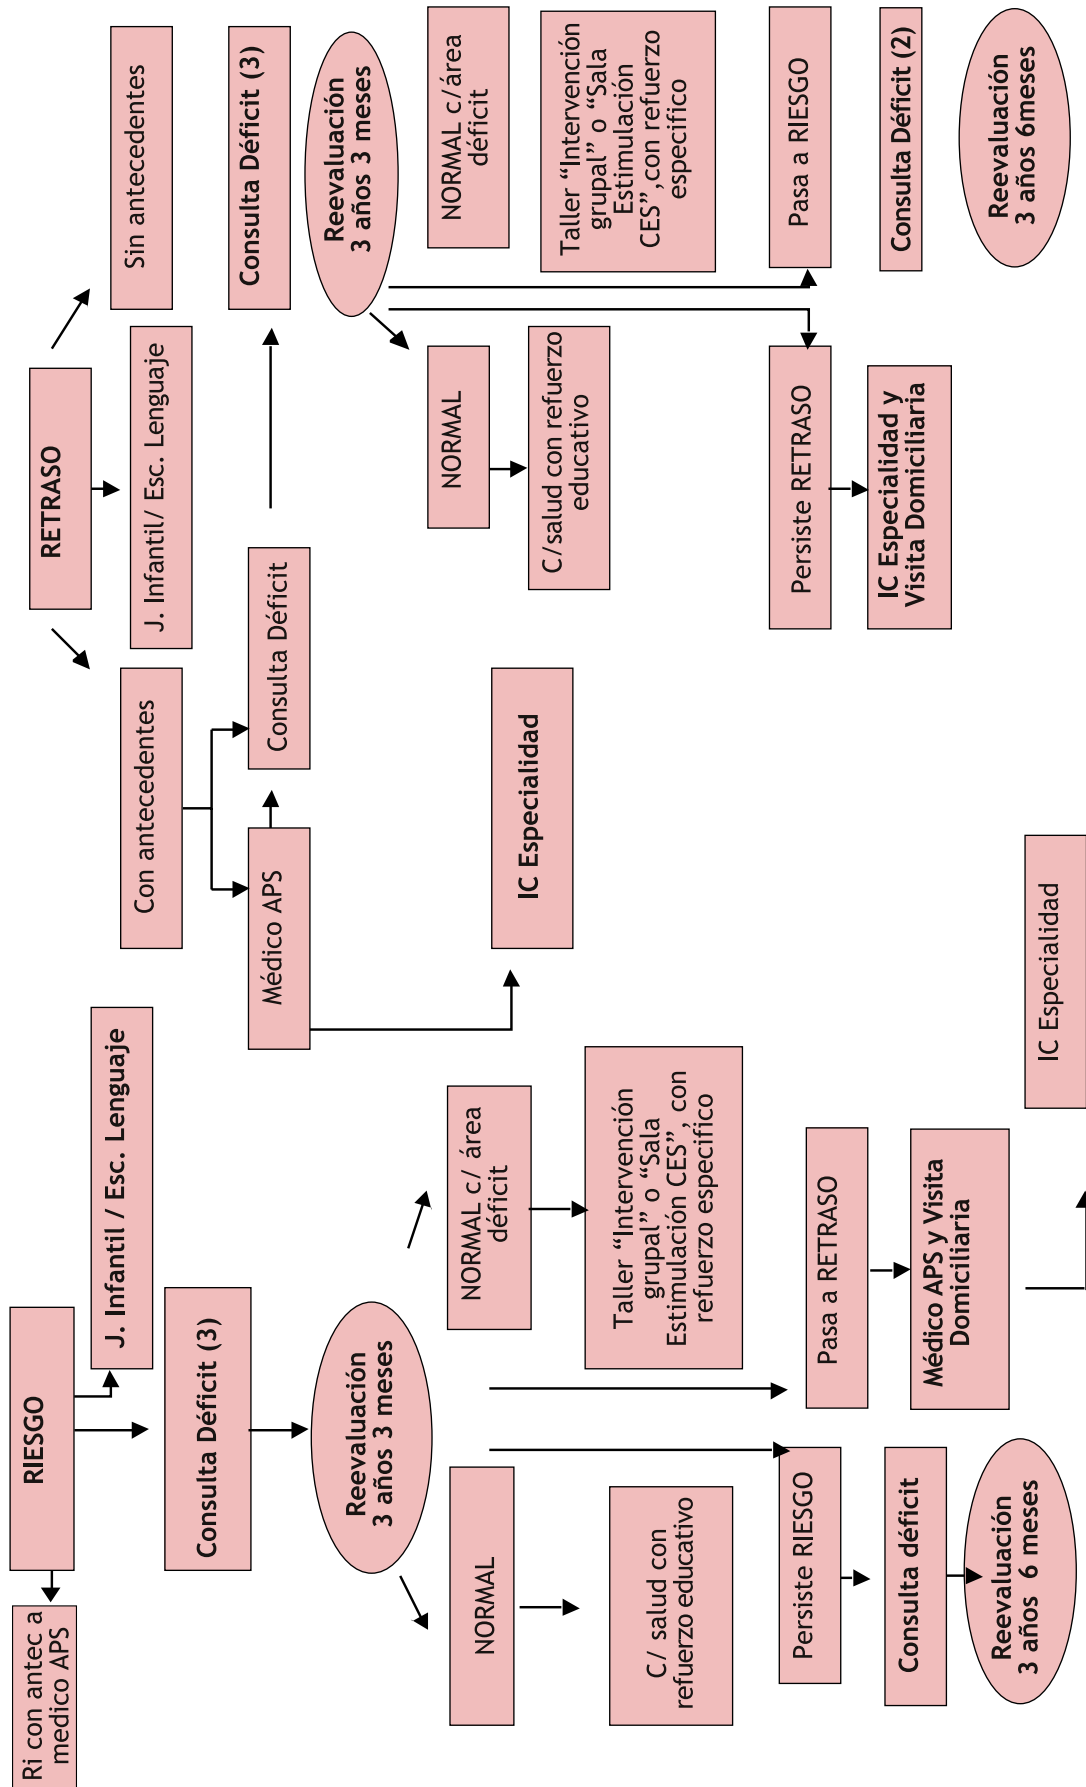 Ri con antec a
medico APS
RIESGO
J. Infantil / Esc. Lenguaje
Consulta Déficit (3)
Reevaluación
3 años 3 meses
NORMAL
C/ salud con
refuerzo educativo
NORMAL c/ área
déficit
Taller “Intervención
grupal” o “Sala
Estimulación CES”, con
refuerzo especifico
Persiste RIESGO
Consulta déficit
Reevaluación
3 años  6 meses
Pasa a RETRASO
Médico APS y Visita
Domiciliaria
IC Especialidad
RETRASO
Con antecedentes
J. Infantil/ Esc. Lenguaje
Sin antecedentes
Médico APS
Consulta Déficit
Consulta Déficit (3)
IC Especialidad
Reevaluación
3 años 3 meses
NORMAL
C/salud con refuerzo
educativo
NORMAL c/área
déficit
Taller “Intervención
grupal” o “Sala
Estimulación
CES”,con refuerzo
especifico
Persiste RETRASO
IC Especialidad y
Visita Domiciliaria
Pasa a RIESGO
Consulta Déficit (2)
Reevaluación
3 años 6meses